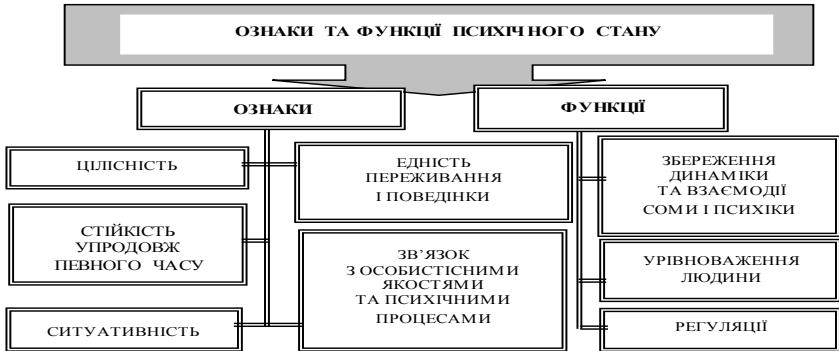 ОЗНАКИ ТА ФУНКЦІЇ ПСИХІЧНОГО СТАНУ
ОЗНАКИ
ФУНКЦІЇ
ЦІЛІСНІСТЬ
СТІЙКІСТЬ
УПРОДОВЖ
ПЕВНОГО ЧАСУ
СИТУАТИВНІСТЬ
ЕДНІСТЬ
ПЕРЕЖИВАННЯ
І ПОВЕДІНКИ
ЗВ’ЯЗОК
З ОСОБИСТІСНИМИ
ЯКОСТЯМИ
ТА ПСИХІЧНИМИ
ПРОЦЕСАМИ
ЗБЕРЕЖЕННЯ
ДИНАМІКИ
ТА ВЗАЄМОДІЇ
СОМИ І ПСИХІКИ
УРІВНОВАЖЕННЯ
ЛЮДИНИ
РЕГУЛЯЦІЇ